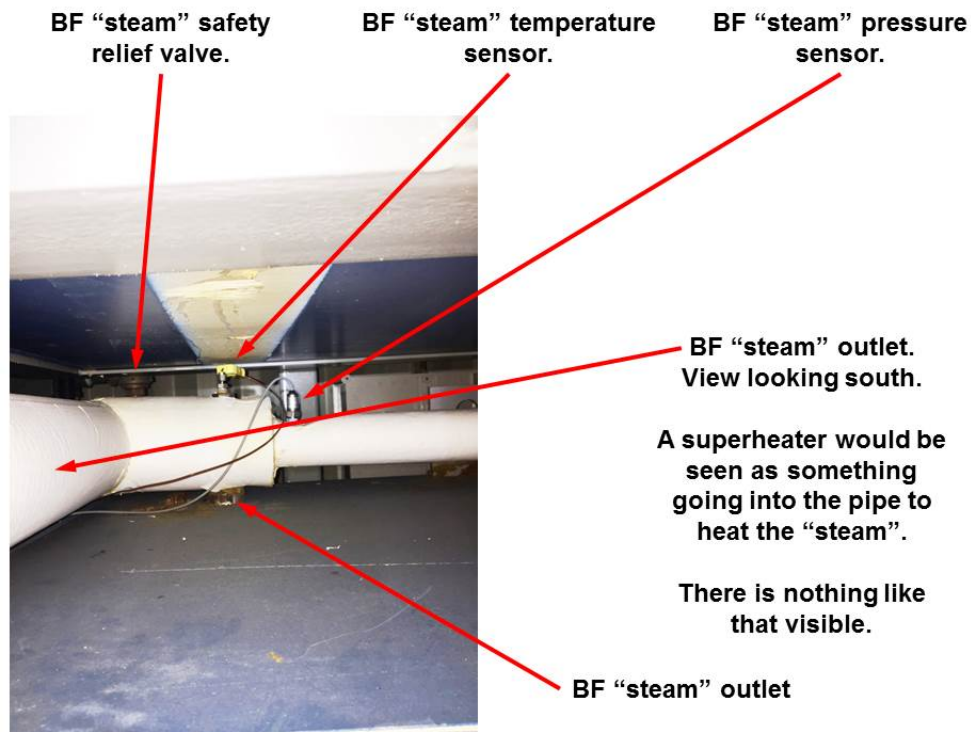 BF “steam” safety
relief valve.
BF “steam” temperature
sensor.
BF “steam” pressure
sensor.
BF “steam” outlet.
View looking south.
A superheater would be
seen as something
going into the pipe to
heat the “steam”.
There is nothing like
that visible.
BF “steam” outlet